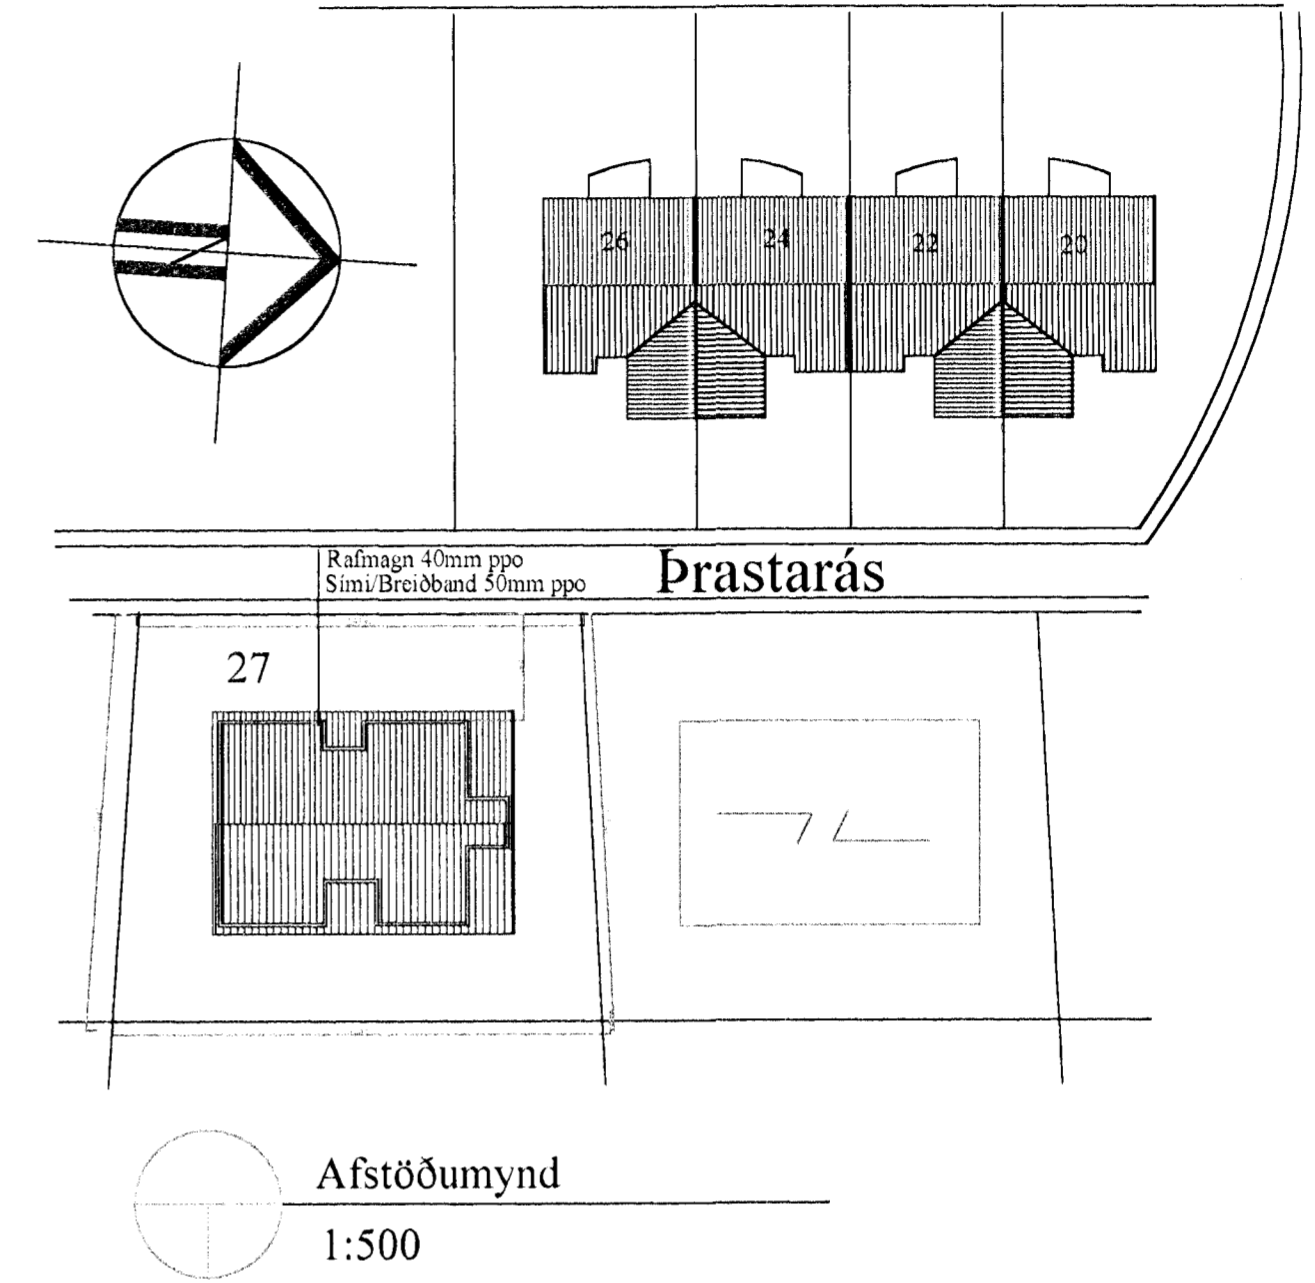 26 24 22 20
Rafmagn 40mm ppo
Sími/Breiðband 50mm ppo
Þrastarás
27
Afstöðumynd
1:500